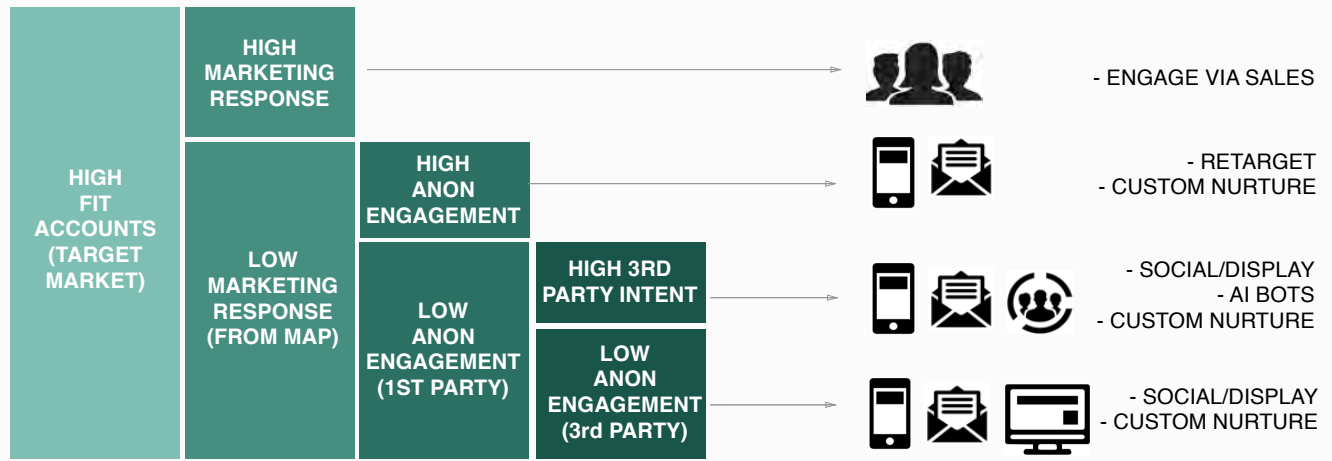 HIGH
FIT
ACCOUNTS
(TARGET
MARKET)
HIGH
MARKETING
RESPONSE
LOW
MARKETING
RESPONSE
(FROM MAP)
HIGH
ANON
ENGAGEMENT
LOW
ANON
ENGAGEMENT
(1ST PARTY)
HIGH 3RD
PARTY INTENT
LOW
ANON
ENGAGEMENT
(3rd PARTY)
- ENGAGE VIA SALES
- RETARGET
- CUSTOM NURTURE
- SOCIAL/DISPLAY
- AI BOTS
- CUSTOM NURTURE
- SOCIAL/DISPLAY
- CUSTOM NURTURE